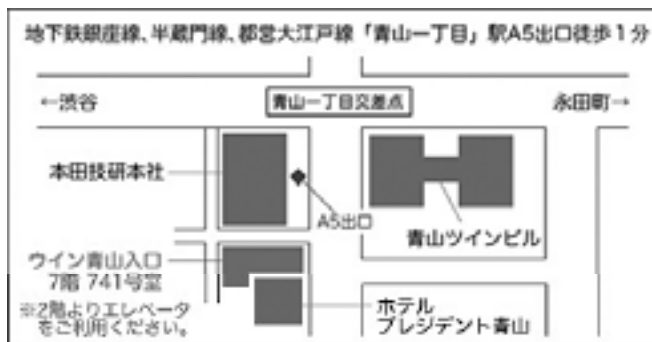 地下鉄銀座線、半蔵門線、都営大江戸線「青山一丁目」駅A5出口徒歩1分
←渋谷
青山一丁目交差点
永田町→
本田技研本社
A5出口
青山ツインビル
ウイン青山入口
7階 741号室
※2階よりエレベータ
をご利用ください。
ホテル
プレジデント青山